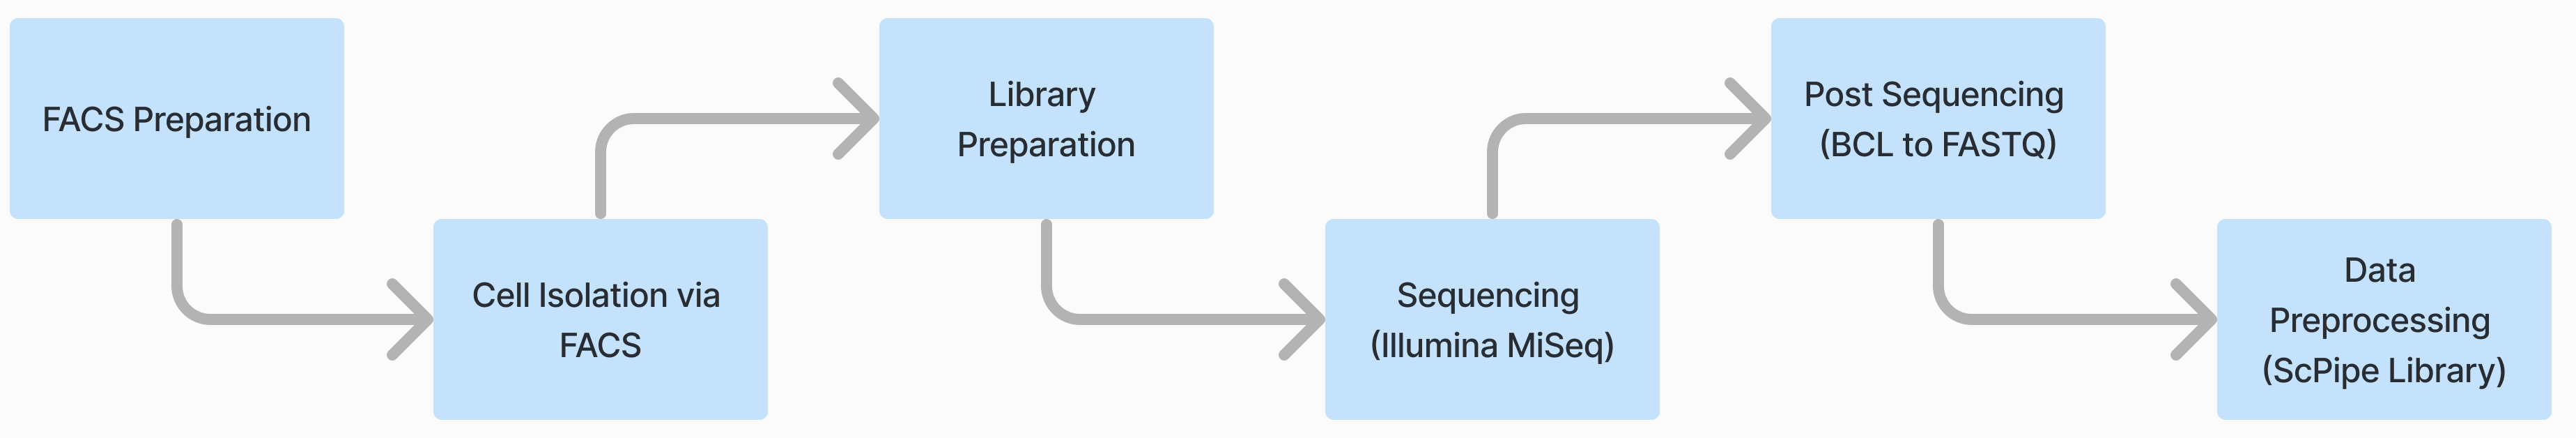 FACS Preparation
Cell Isolation via
FACS
Library
Preparation
Sequencing
(Illumina MiSeq)
Post Sequencing
(BCL to FASTQ)
Data
Preprocessing
(ScPipe Library)